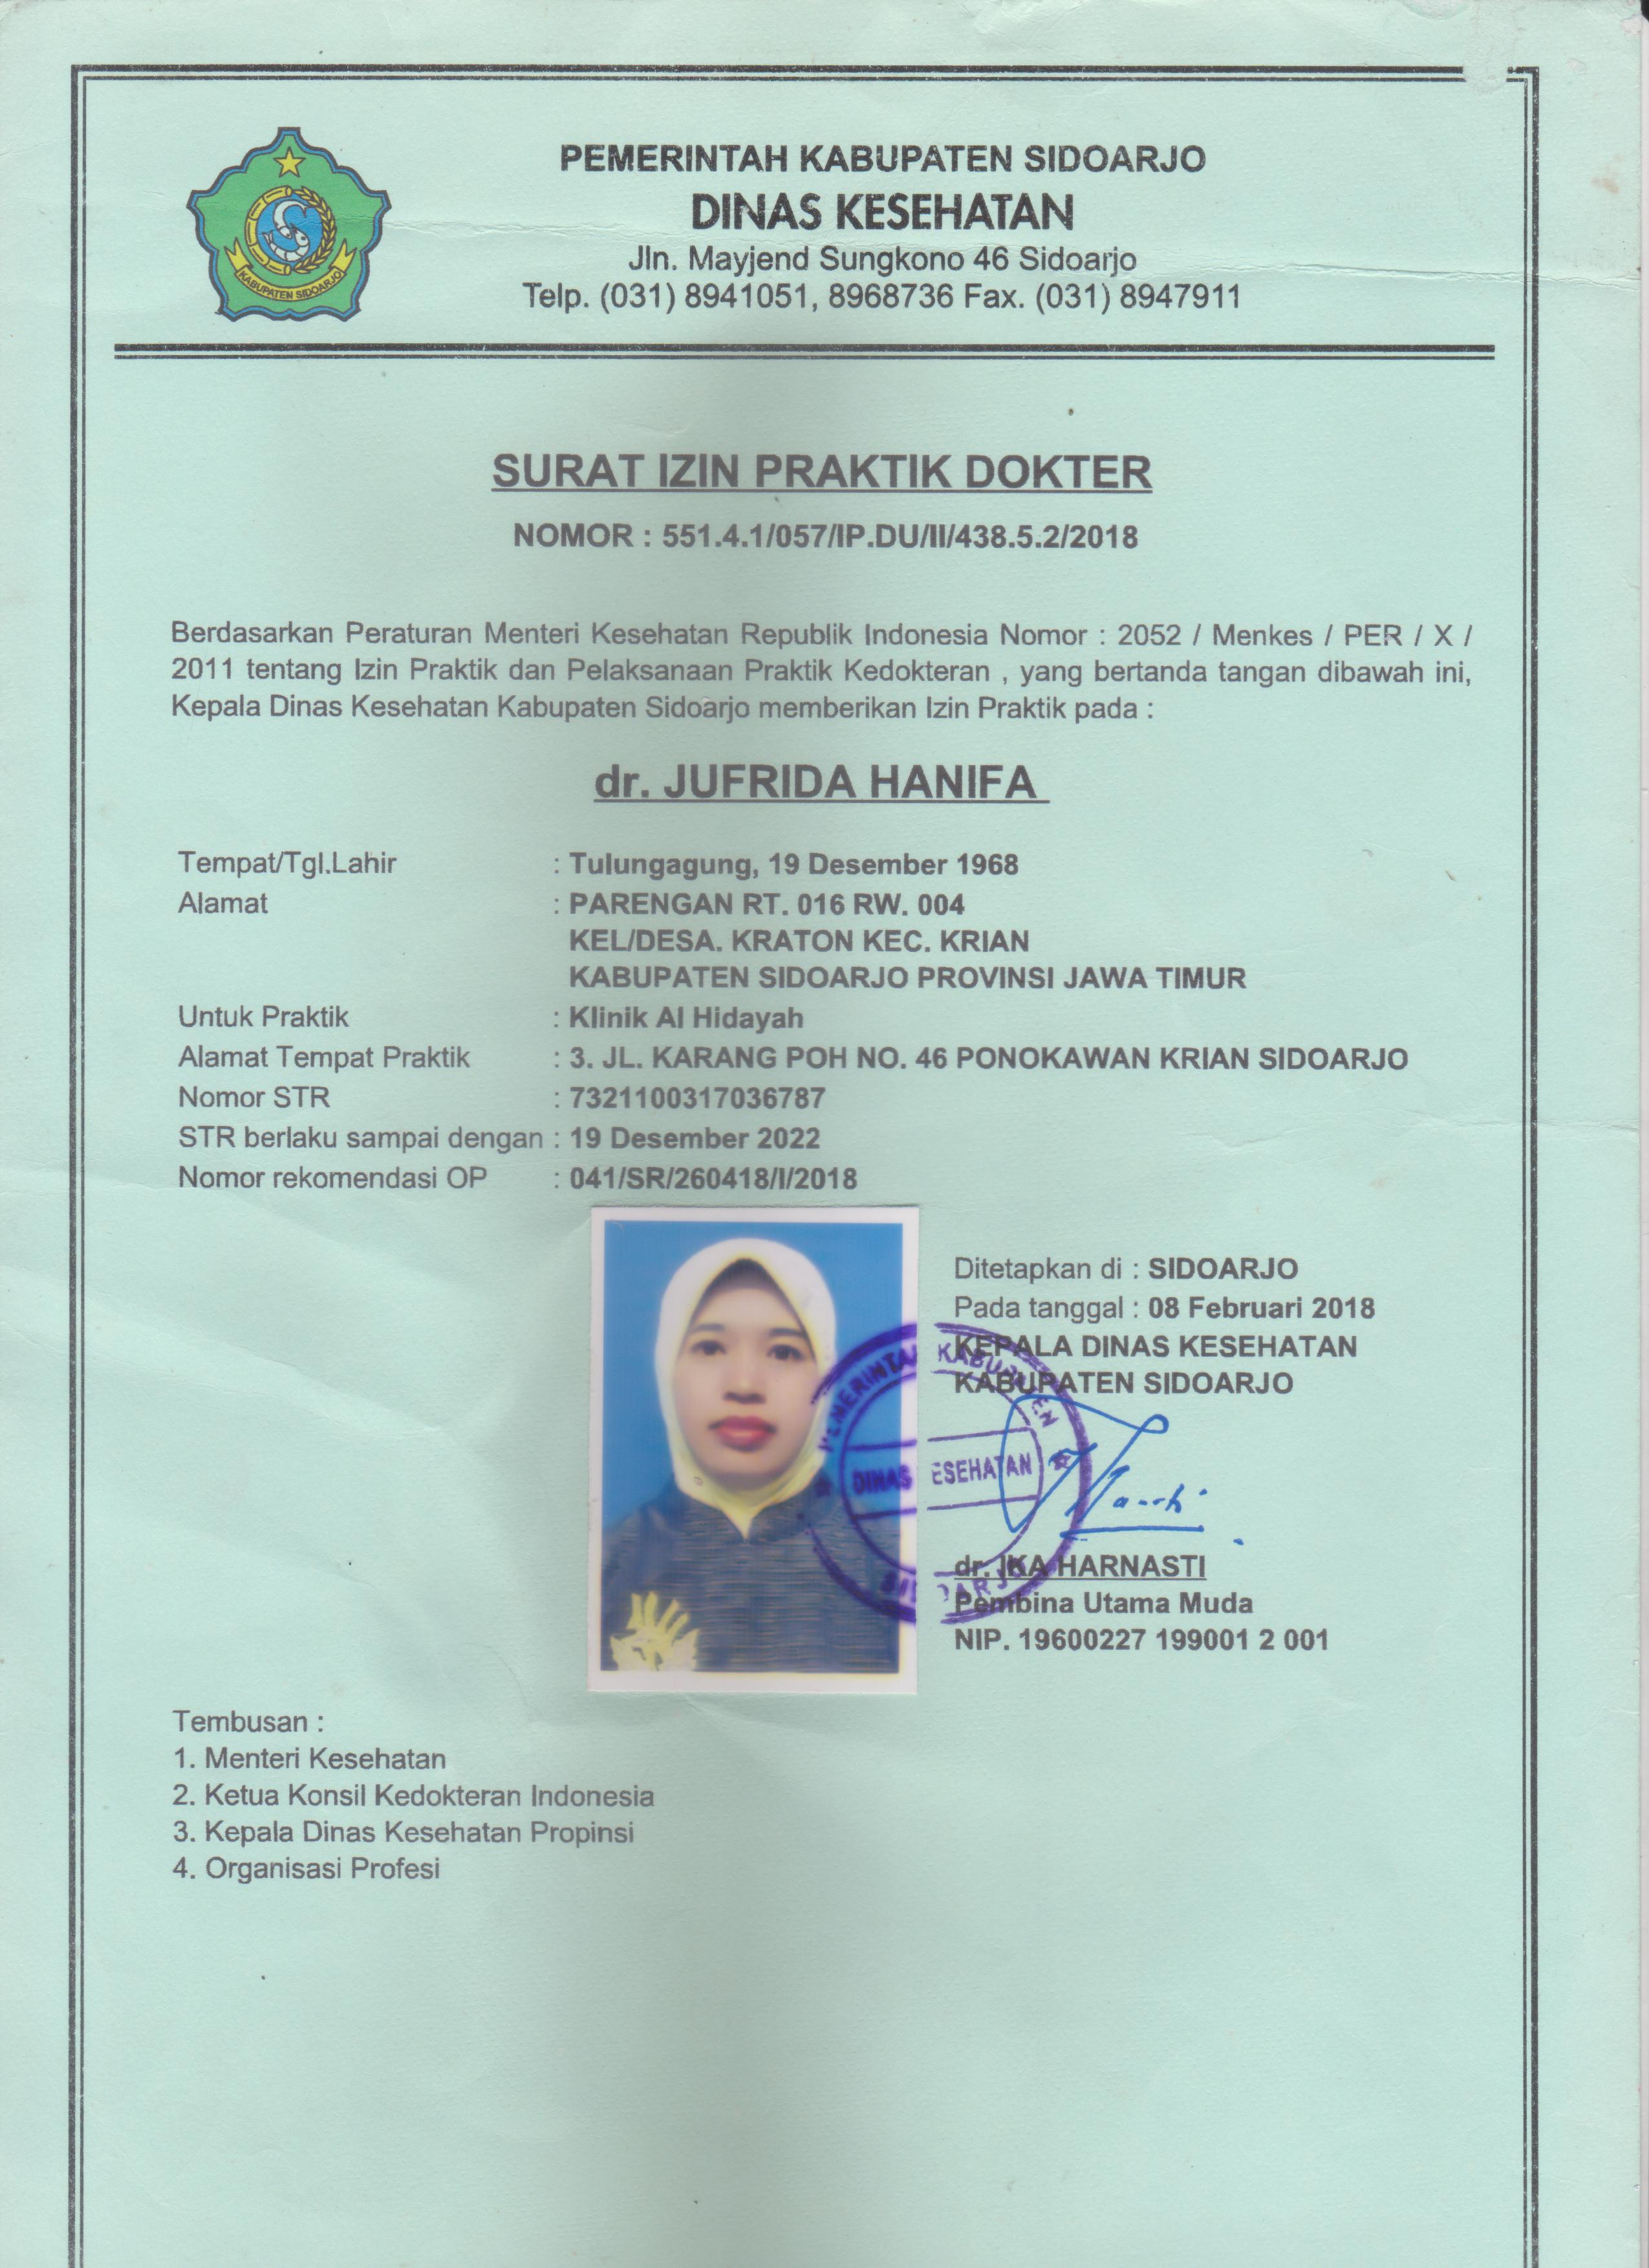 PEMERINTAH KABUPATEN SIDOARJO
DINAS KESEHATAN
Jln. Mayjend Sungkono 46 Sidoarjo
Telp. (031) 8941051, 8968736 Fax. (031) 8947911
KABUPATEN SIDOARJO
SURAT IZIN PRAKTIK DOKTER
NOMOR : 551.4.1/057/IP.DU/II/438.5.2/2018
Berdasarkan Peraturan Menteri Kesehatan Republik Indonesia Nomor : 2052 / Menkes / PER / X /
2011 tentang Izin Praktik dan Pelaksanaan Praktik Kedokteran , yang bertanda tangan dibawah ini,
Kepala Dinas Kesehatan Kabupaten Sidoarjo memberikan Izin Praktik pada :
dr. JUFRIDA HANIFA
Tempat/Tgl.Lahir : Tulungagung, 19 Desember 1968
Alamat : PARENGAN RT. 016 RW. 004
KEL/DESA. KRATON KEC. KRIAN
KABUPATEN SIDOARJO PROVINSI JAWA TIMUR
Untuk Praktik : Klinik Al Hidayah
Alamat Tempat Praktik : 3. JL. KARANG POH NO. 46 PONOKAWAN KRIAN SIDOARJO
Nomor STR : 7321100317036787
STR berlaku sampai dengan : 19 Desember 2022
Nomor rekomendasi OP : 041/SR/260418/I/2018
Ditetapkan di : SIDOARJO
Pada tanggal : 08 Februari 2018
KEPALA DINAS KESEHATAN
KABUPATEN SIDOARJO
PEMERINTAH KABUPATEN
DINAS KESEHATAN
SIDOARJO
dr. IKA HARNASTI
Pembina Utama Muda
NIP. 19600227 199001 2 001
Tembusan :
1. Menteri Kesehatan
2. Ketua Konsil Kedokteran Indonesia
3. Kepala Dinas Kesehatan Propinsi
4. Organisasi Profesi